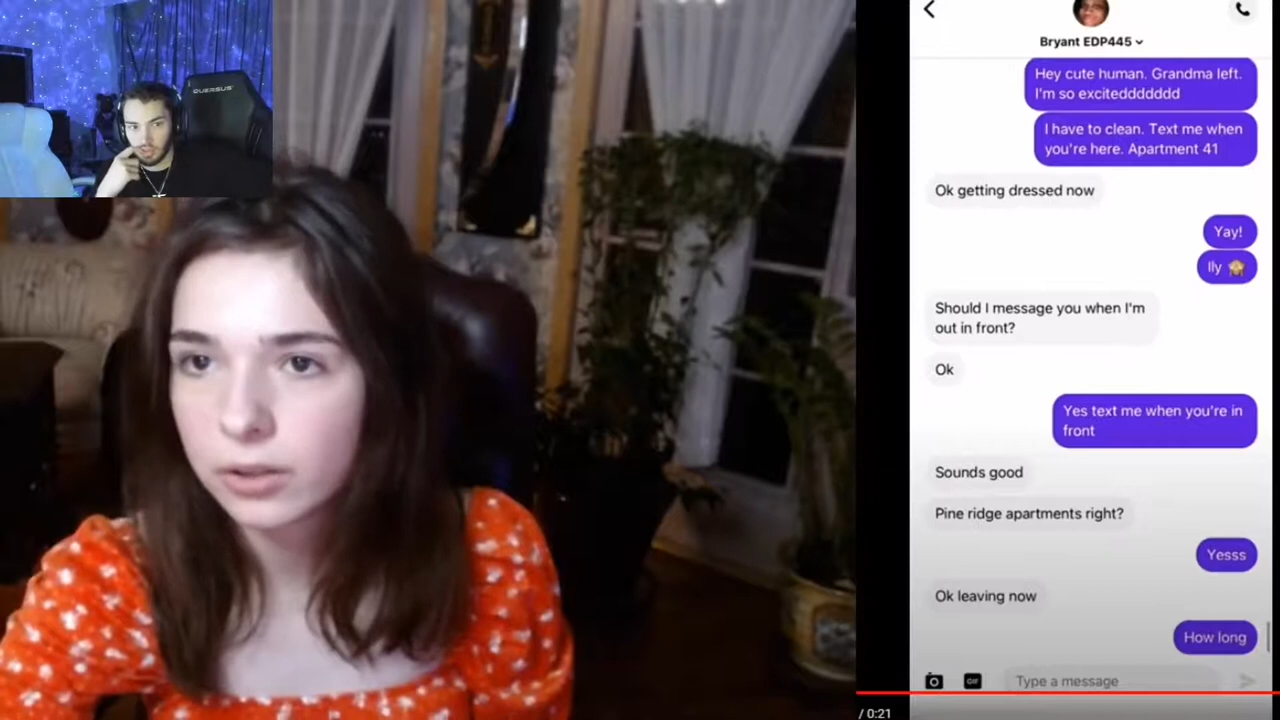 QUERSUS
Bryant EDP445
Hey cute human. Grandma left.
I'm so exciteddddddd
I have to clean. Text me when
you're here. Apartment 41
Ok getting dressed now
Yay!
Ily 🙈
Should I message you when I'm
out in front?
Ok
Yes text me when you're in
front
Sounds good
Pine ridge apartments right?
Yesss
Ok leaving now
How long
GIF
Type a message
/ 0:21